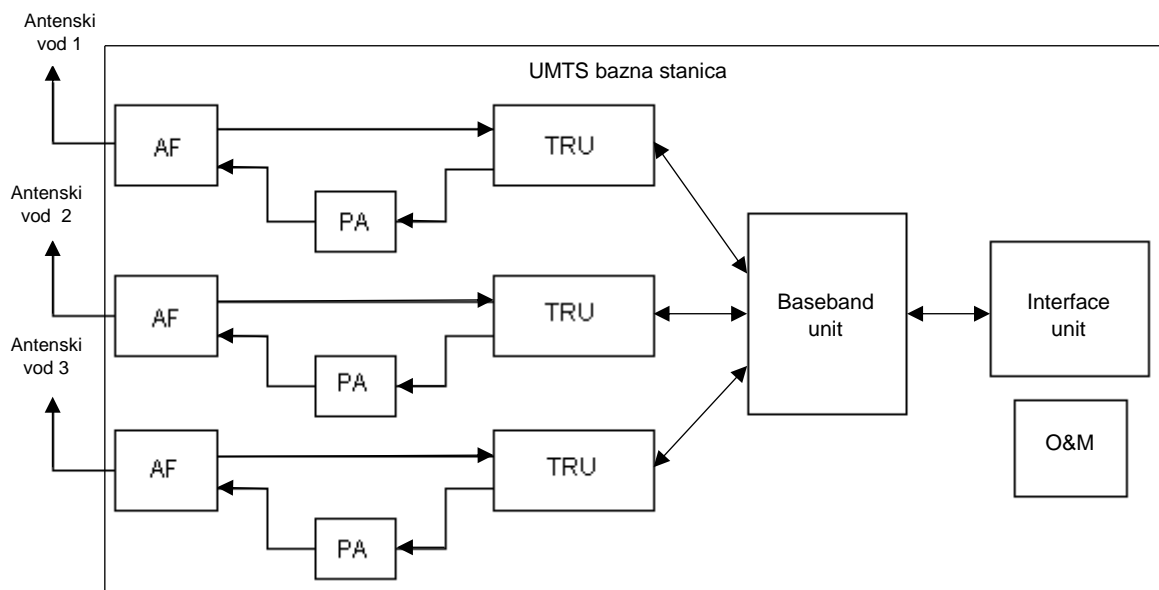 Antenski
vod 1
UMTS bazna stanica
AF
TRU
PA
Antenski
vod 2
AF
TRU
PA
Baseband
unit
Interface
unit
Antenski
vod 3
AF
TRU
PA
O&M